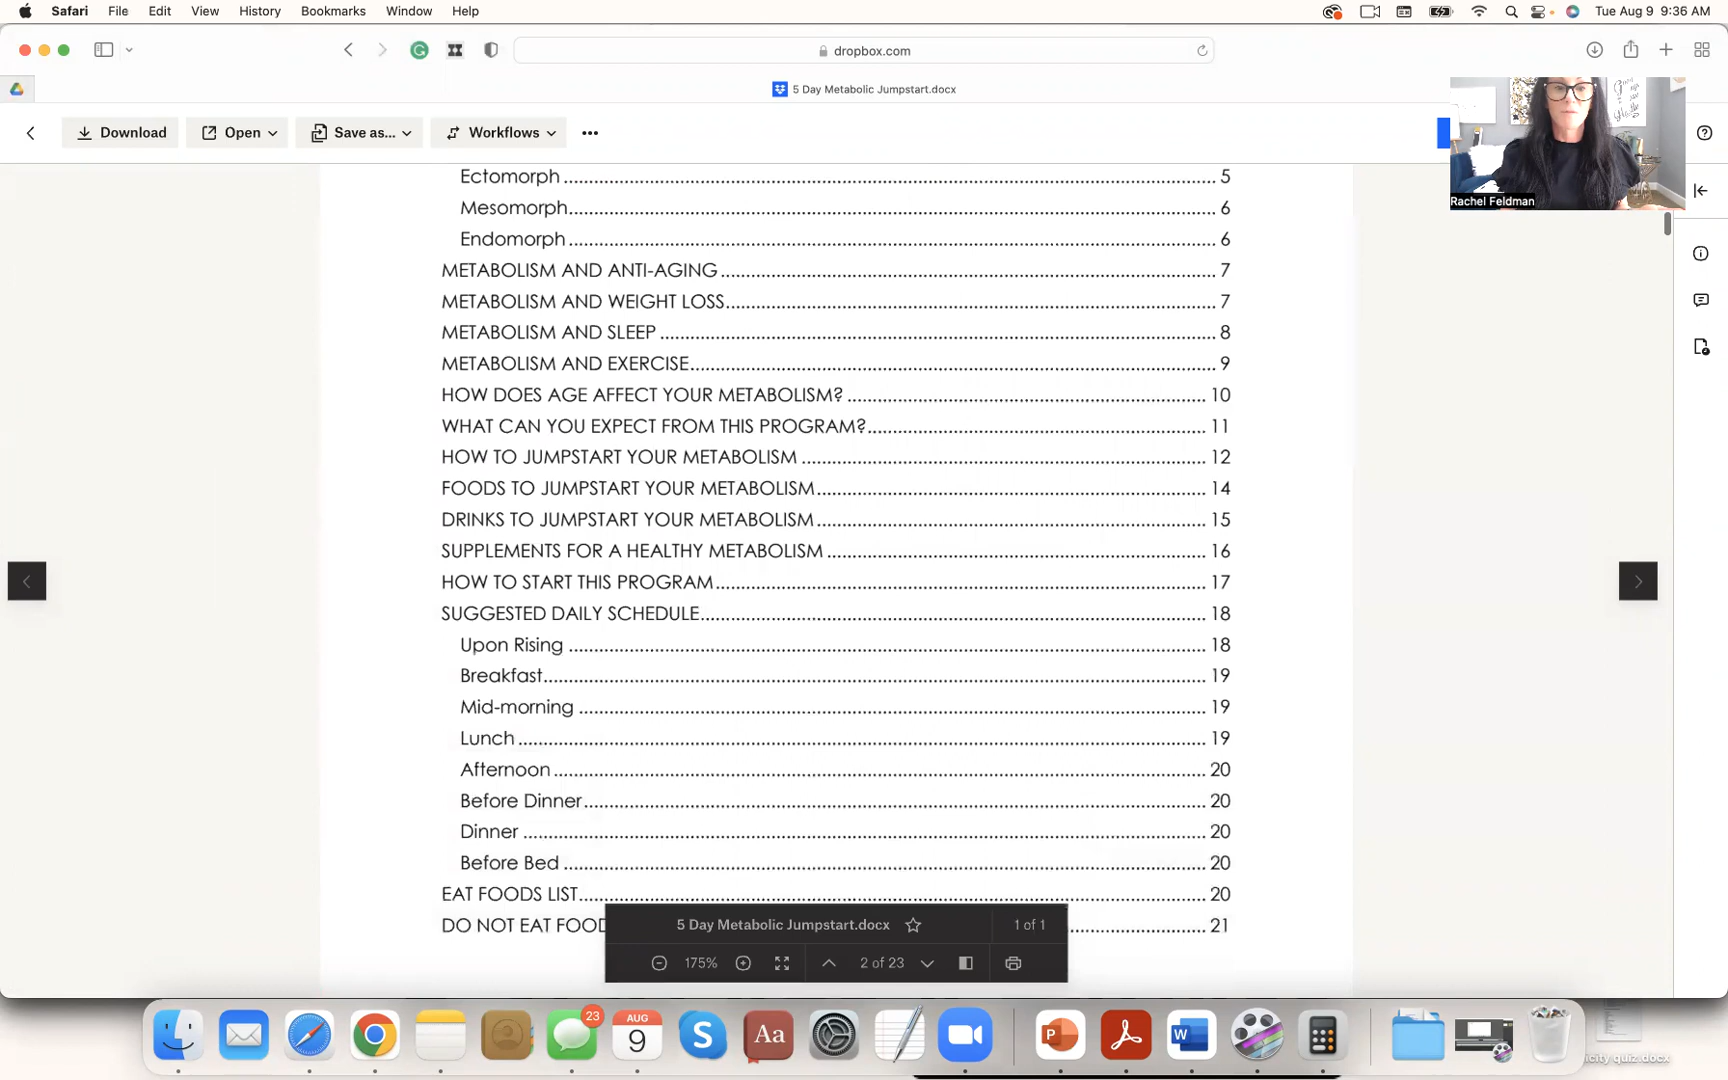 Safari File Edit View History Bookmarks Window Help Tue Aug 9 9:36 AM
dropbox.com
5 Day Metabolic Jumpstart.docx
Download Open Save as... Workflows
Rachel Feldman
Ectomorph 5
Mesomorph 6
Endomorph 6
METABOLISM AND ANTI-AGING 7
METABOLISM AND WEIGHT LOSS 7
METABOLISM AND SLEEP 8
METABOLISM AND EXERCISE 9
HOW DOES AGE AFFECT YOUR METABOLISM? 10
WHAT CAN YOU EXPECT FROM THIS PROGRAM? 11
HOW TO JUMPSTART YOUR METABOLISM 12
FOODS TO JUMPSTART YOUR METABOLISM 14
DRINKS TO JUMPSTART YOUR METABOLISM 15
SUPPLEMENTS FOR A HEALTHY METABOLISM 16
HOW TO START THIS PROGRAM 17
SUGGESTED DAILY SCHEDULE 18
Upon Rising 18
Breakfast 19
Mid-morning 19
Lunch 19
Afternoon 20
Before Dinner 20
Dinner 20
Before Bed 20
EAT FOODS LIST 20
DO NOT EAT FOOD 21
5 Day Metabolic Jumpstart.docx 1 of 1
175% 2 of 23
23
AUG
9
S
Aa
P
W
icity quiz.docx